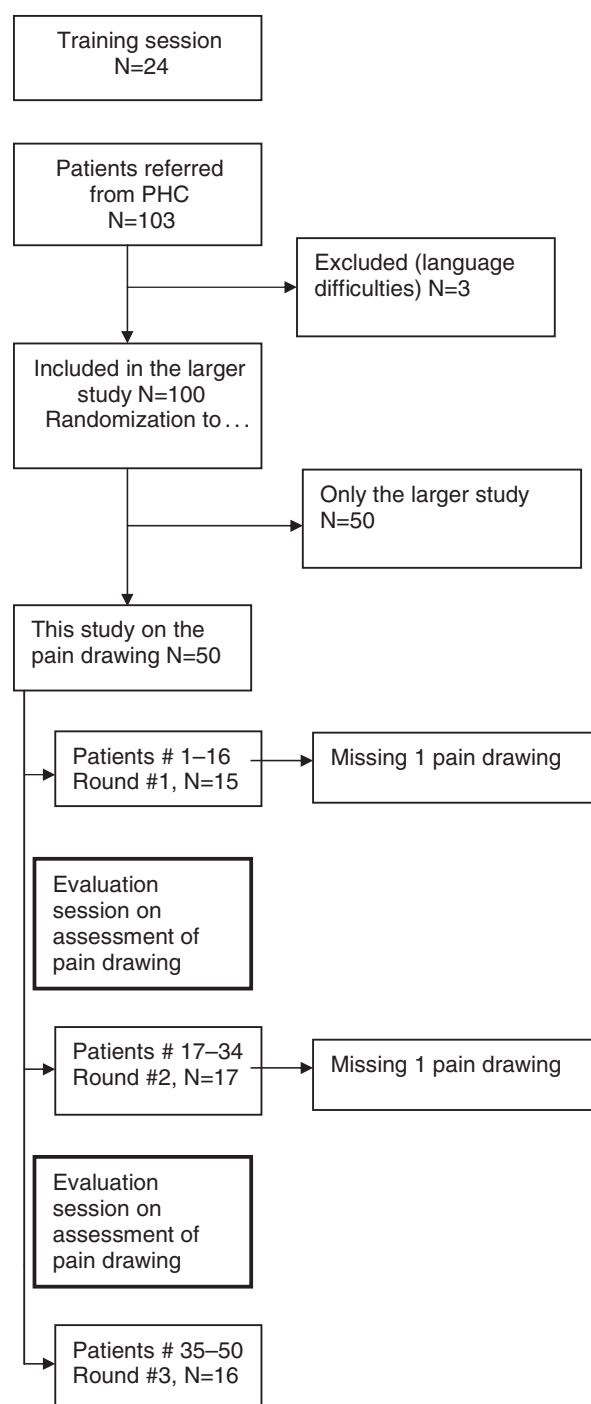 Training session
N=24
Patients referred
from PHC
N=103
Excluded (language
difficulties) N=3
Included in the larger
study N=100
Randomization to . . .
Only the larger study
N=50
This study on the
pain drawing N=50
Patients # 1–16
Round #1, N=15
Missing 1 pain drawing
Evaluation
session on
assessment of
pain drawing
Patients # 17–34
Round #2, N=17
Missing 1 pain drawing
Evaluation
session on
assessment of
pain drawing
Patients # 35–50
Round #3, N=16